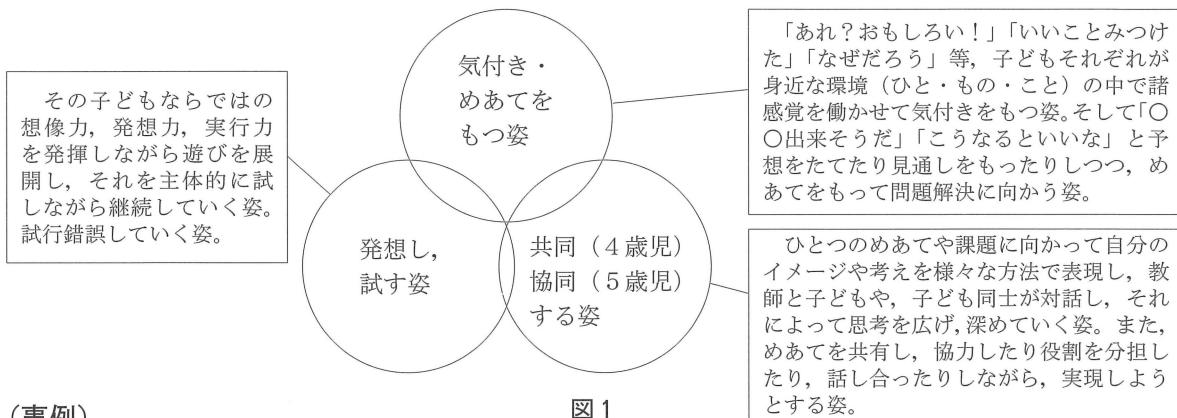 その子どもならではの
想像力，発想力，実行力
を発揮しながら遊びを展
開し，それを主体的に試
しながら継続していく姿。
試行錯誤していく姿。
気付き・
めあてを
もつ姿
発想し，
試す姿
共同（４歳児）
協同（５歳児）
する姿
「あれ？おもしろい！」「いいことみつけ
た」「なぜだろう」等，子どもそれぞれが
身近な環境（ひと・もの・こと）の中で諸
感覚を働かせて気付きをもつ姿。そして「〇
〇出来そうだ」「こうなるといいな」と予
想をたてたり見通しをもったりしつつ，め
あてをもって問題解決に向かう姿。
ひとつのめあてや課題に向かって自分の
イメージや考えを様々な方法で表現し，教
師と子どもや，子ども同士が対話し，それ
によって思考を広げ，深めていく姿。また，
めあてを共有し，協力したり役割を分担し
たり，話し合ったりしながら，実現しよう
とする姿。
図１
（事例）